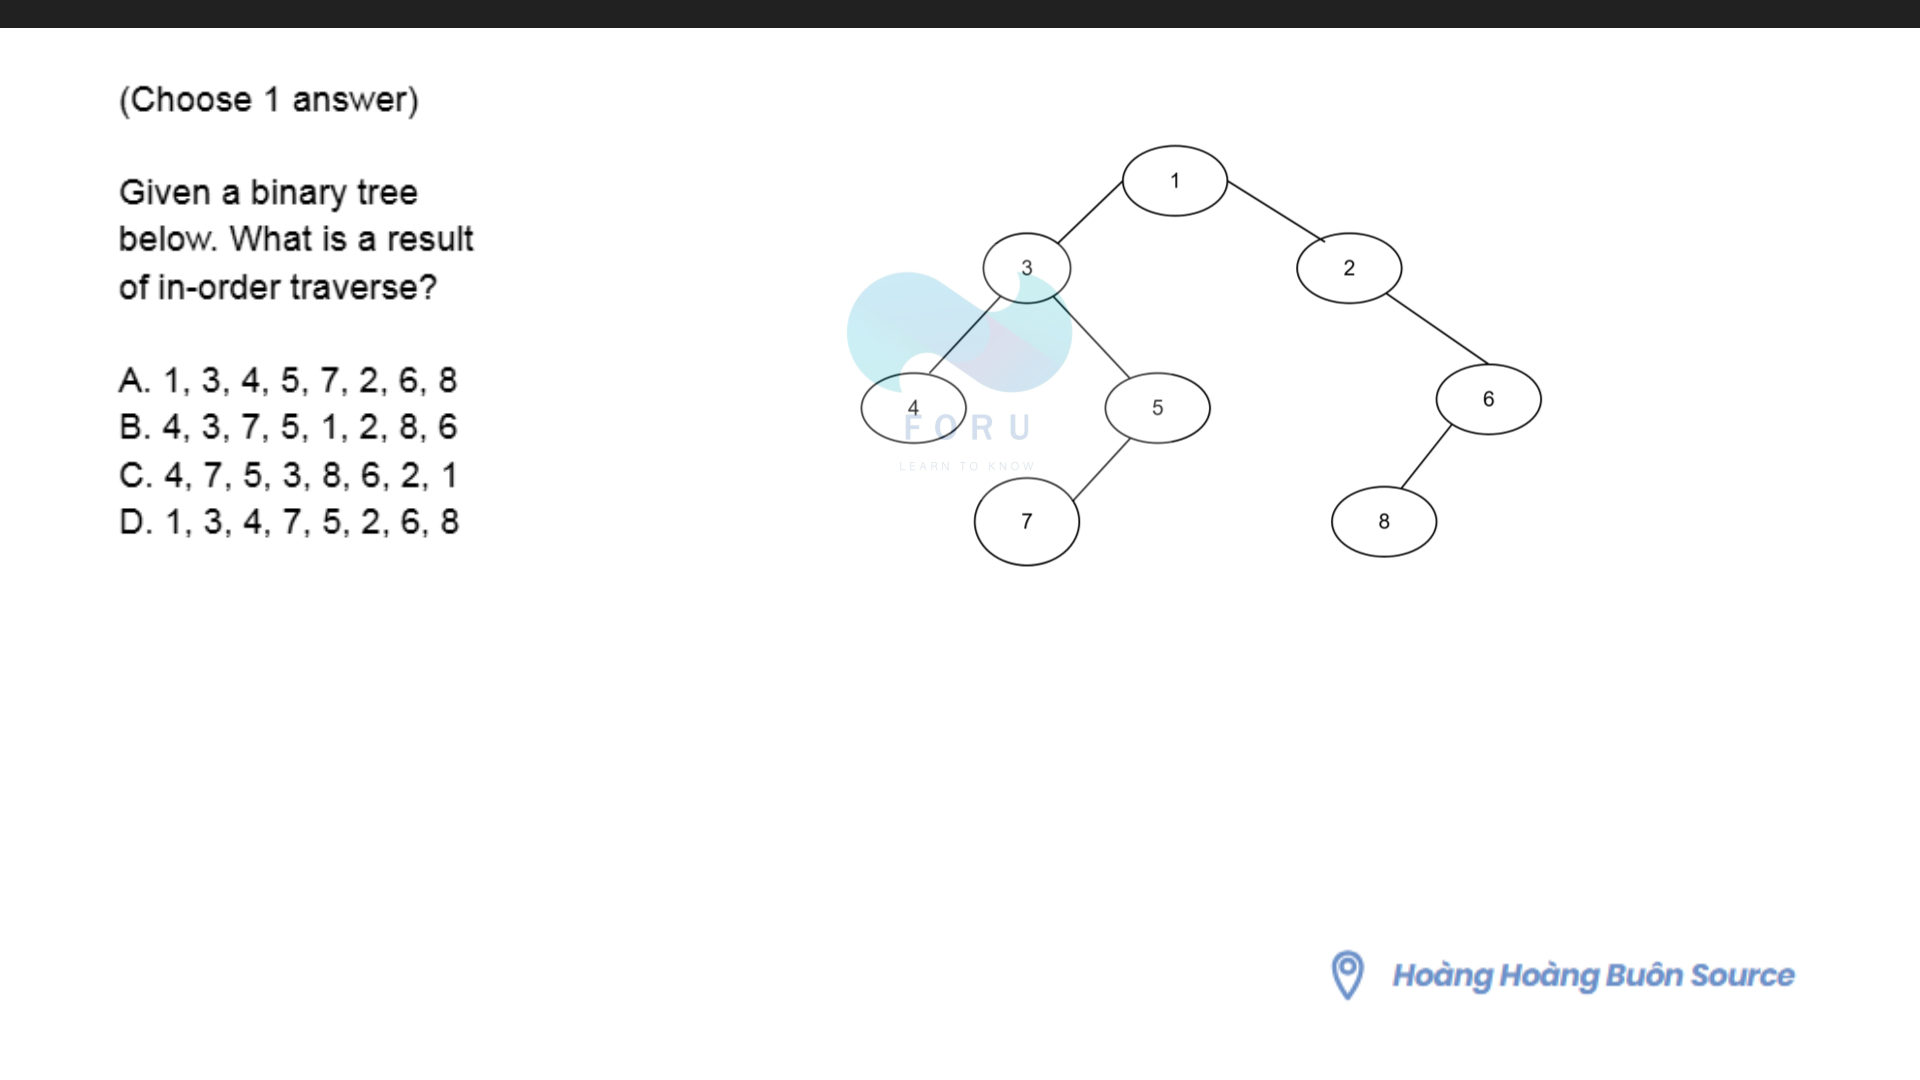 (Choose 1 answer)
Given a binary tree
below. What is a result
of in-order traverse?
A. 1, 3, 4, 5, 7, 2, 6, 8
B. 4, 3, 7, 5, 1, 2, 8, 6
C. 4, 7, 5, 3, 8, 6, 2, 1
D. 1, 3, 4, 7, 5, 2, 6, 8
1
3
2
4
5
6
7
8
FORU
LEARN TO KNOW
Hoàng Hoàng Buôn Source